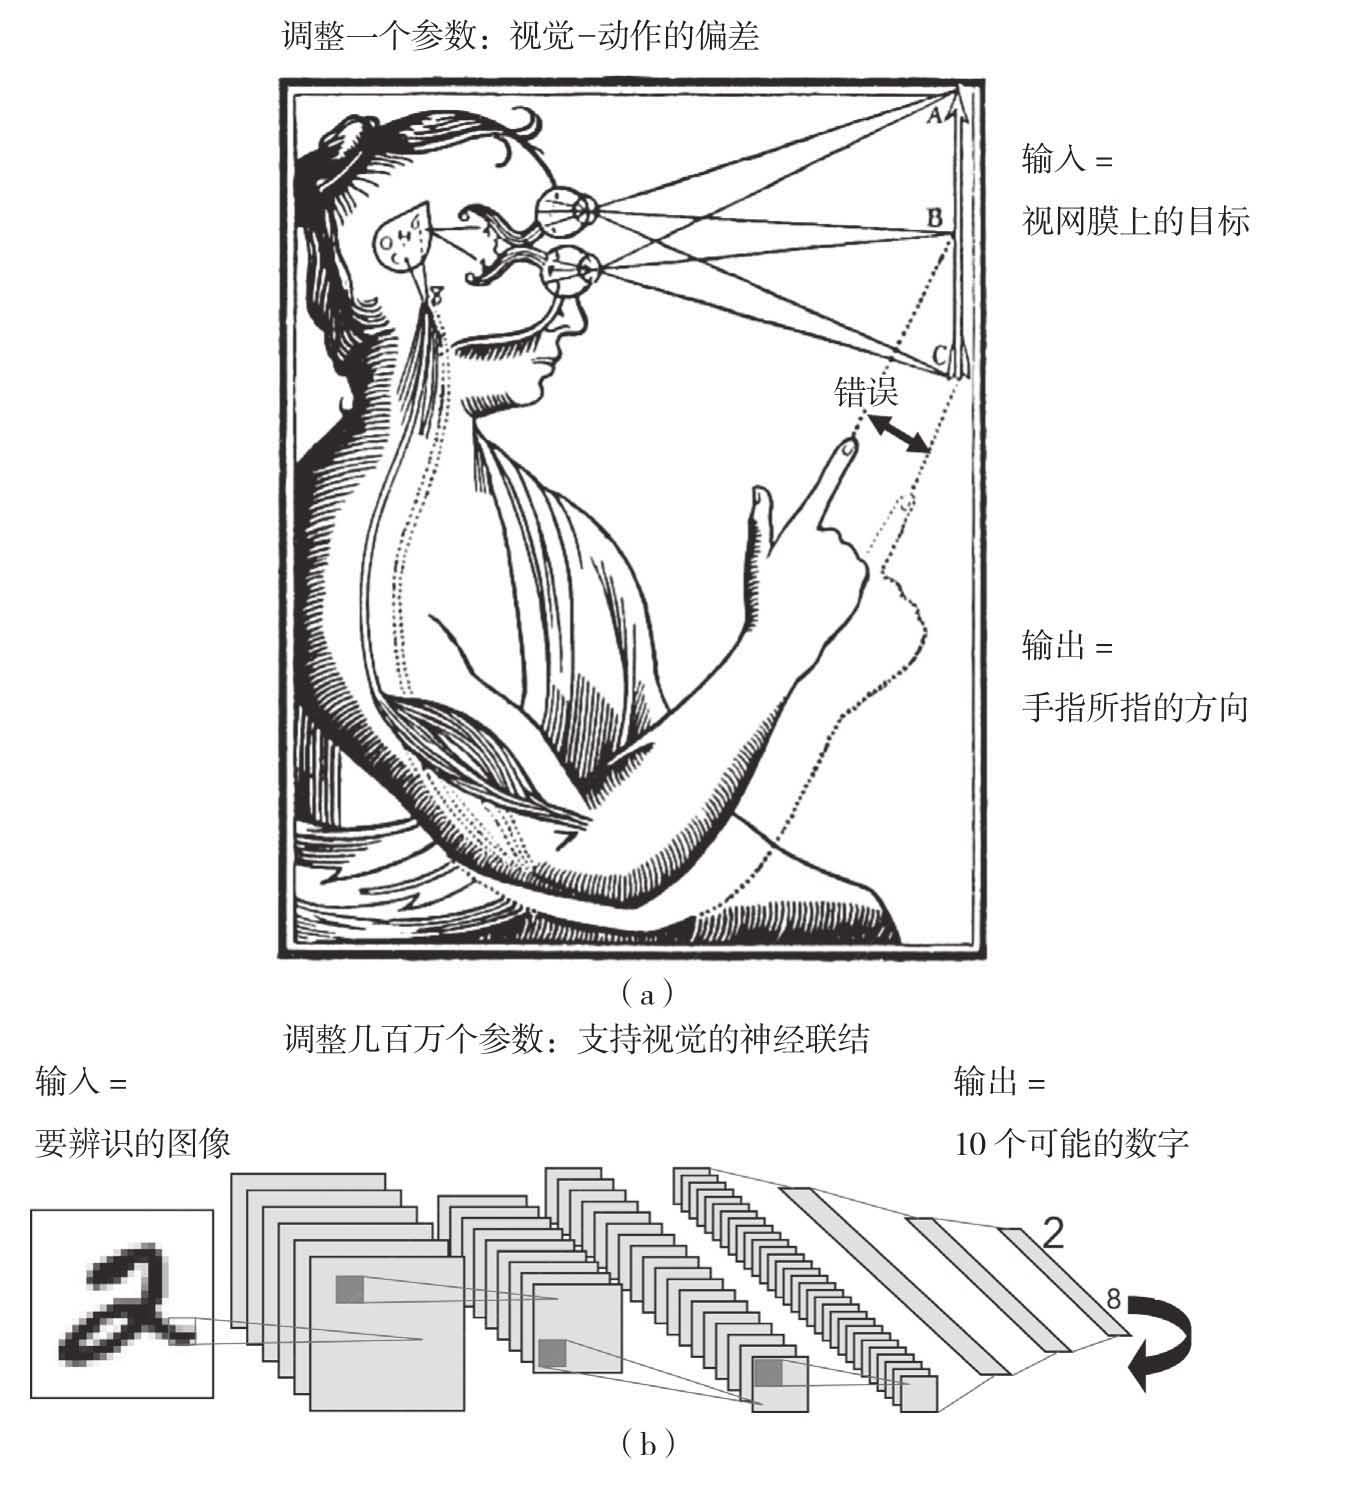 调整一个参数：视觉–动作的偏差
A
输入 =
视网膜上的目标
B
C
错误
8
输出 =
手指所指的方向
（a）
调整几百万个参数：支持视觉的神经联结
输入 =
要辨识的图像
输出 =
10 个可能的数字
2
2
8
（b）